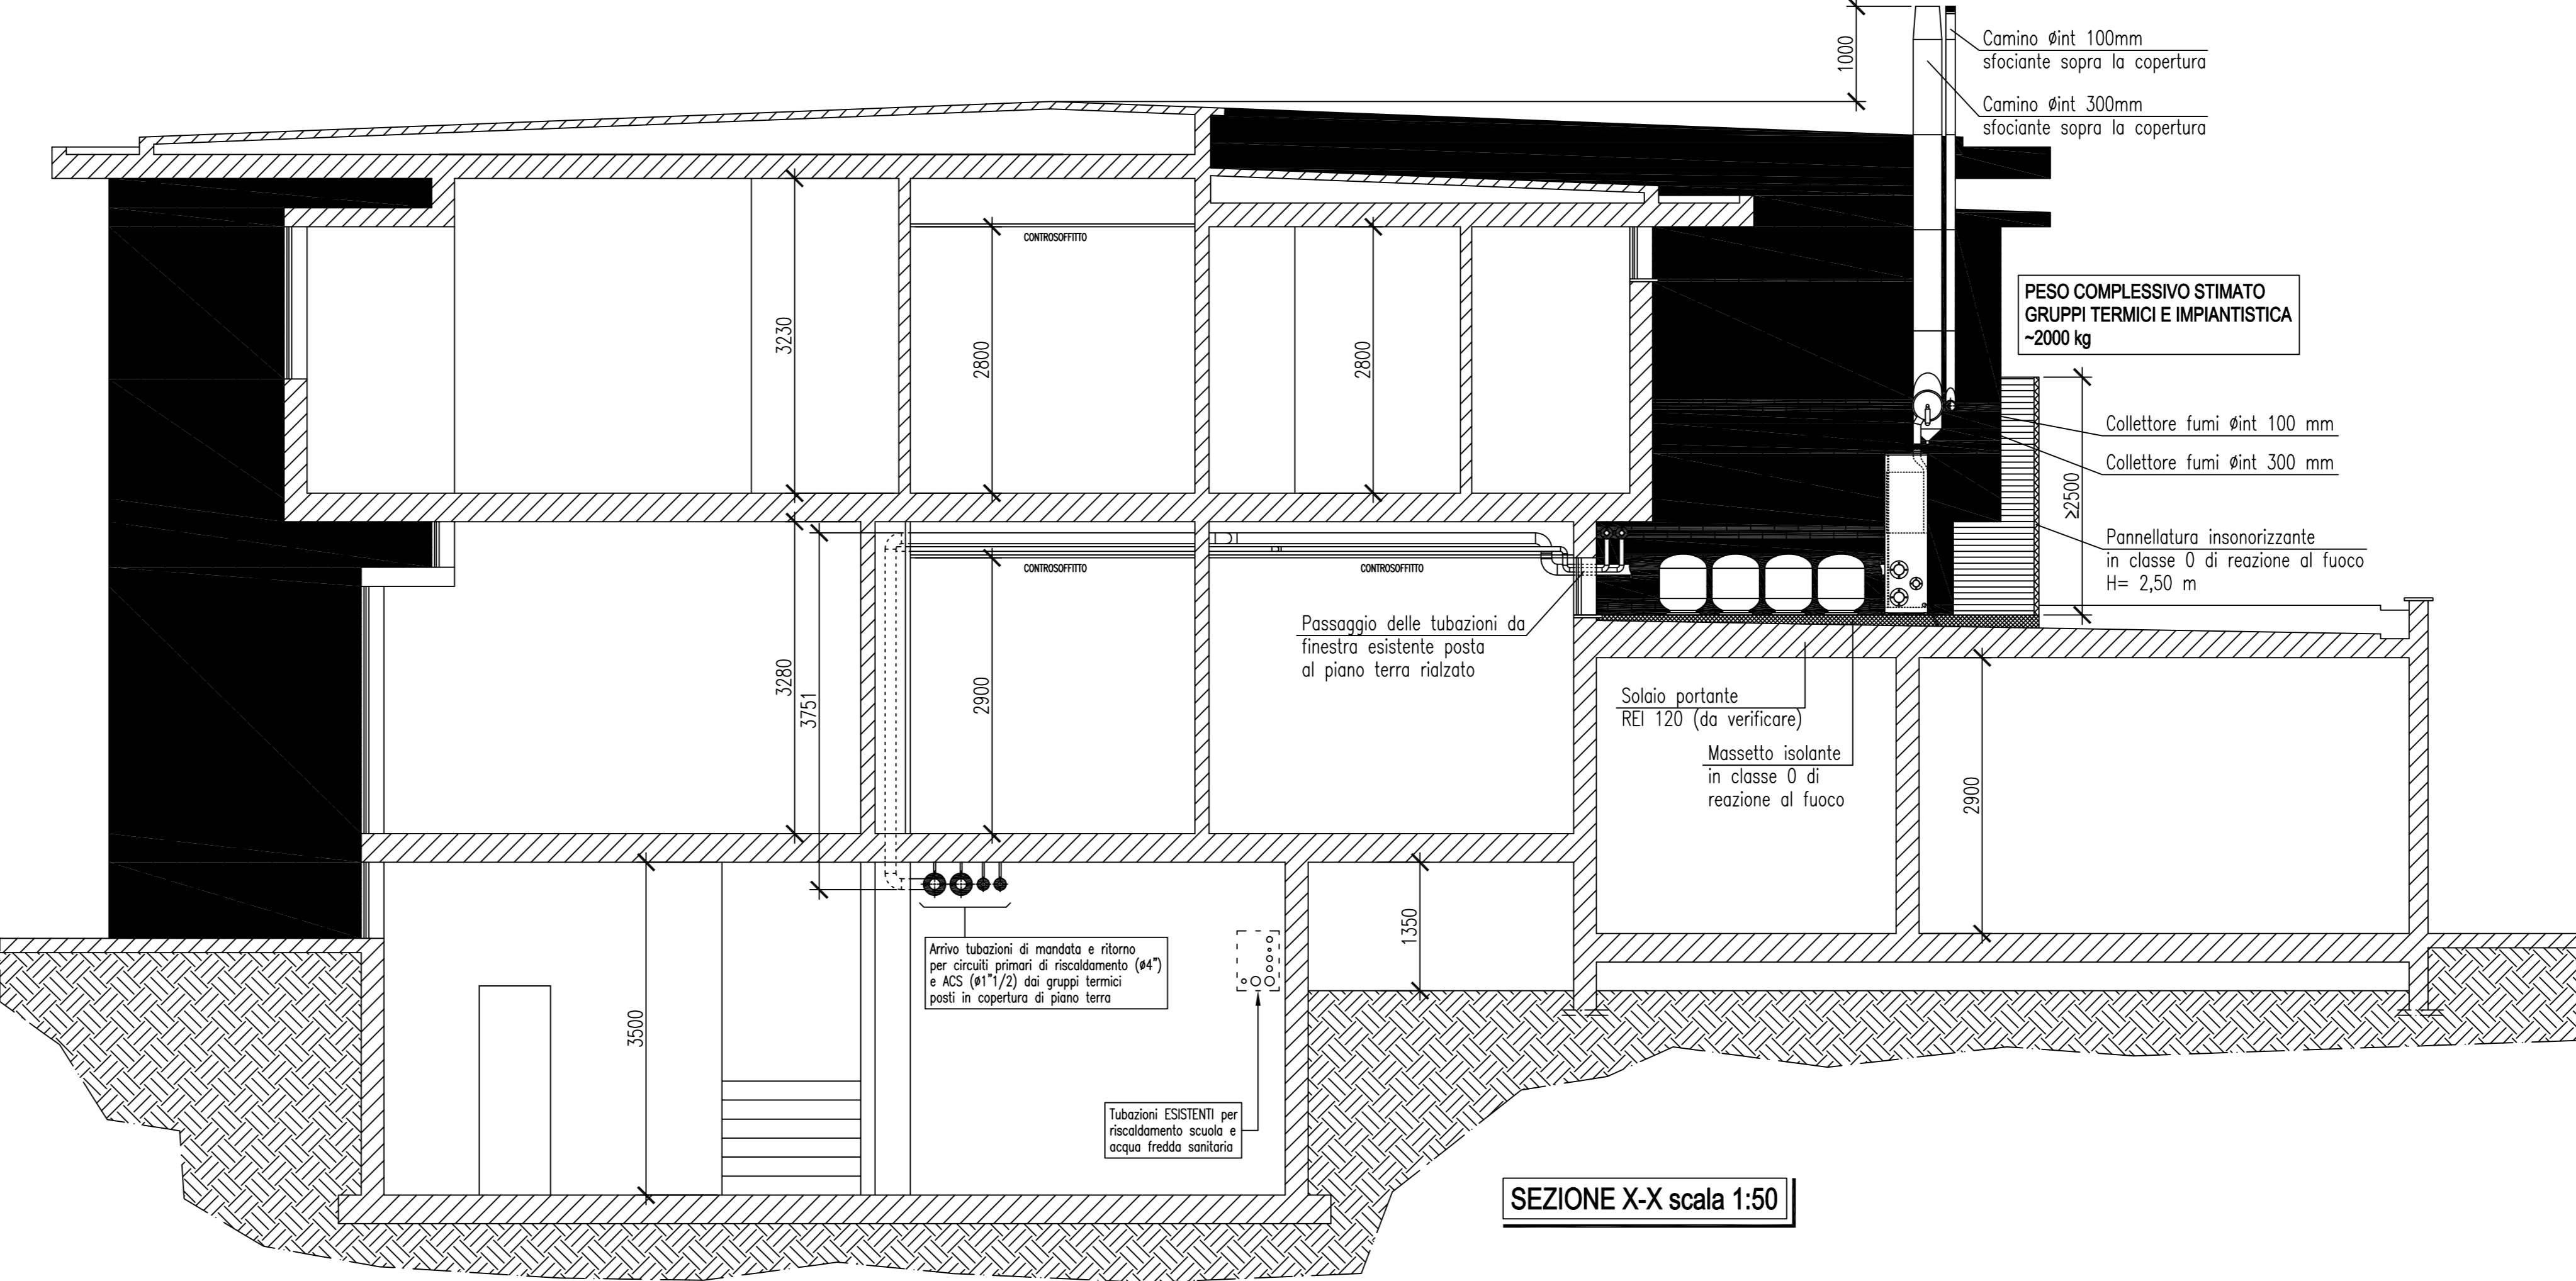 1000
Camino øint 100mm
sfociante sopra la copertura
Camino øint 300mm
sfociante sopra la copertura
CONTROSOFFITTO
3230
2800
2800
PESO COMPLESSIVO STIMATO
GRUPPI TERMICI E IMPIANTISTICA
~2000 kg
Collettore fumi øint 100 mm
Collettore fumi øint 300 mm
≥2500
Pannellatura insonorizzante
in classe 0 di reazione al fuoco
H= 2,50 m
CONTROSOFFITTO
CONTROSOFFITTO
Passaggio delle tubazioni da
finestra esistente posta
al piano terra rialzato
3280
3751
2900
Solaio portante
REI 120 (da verificare)
Massetto isolante
in classe 0 di
reazione al fuoco
2900
1350
Arrivo tubazioni di mandata e ritorno
per circuiti primari di riscaldamento (ø4")
e ACS (ø1"1/2) dai gruppi termici
posti in copertura di piano terra
3500
Tubazioni ESISTENTI per
riscaldamento scuola e
acqua fredda sanitaria
SEZIONE X-X scala 1:50